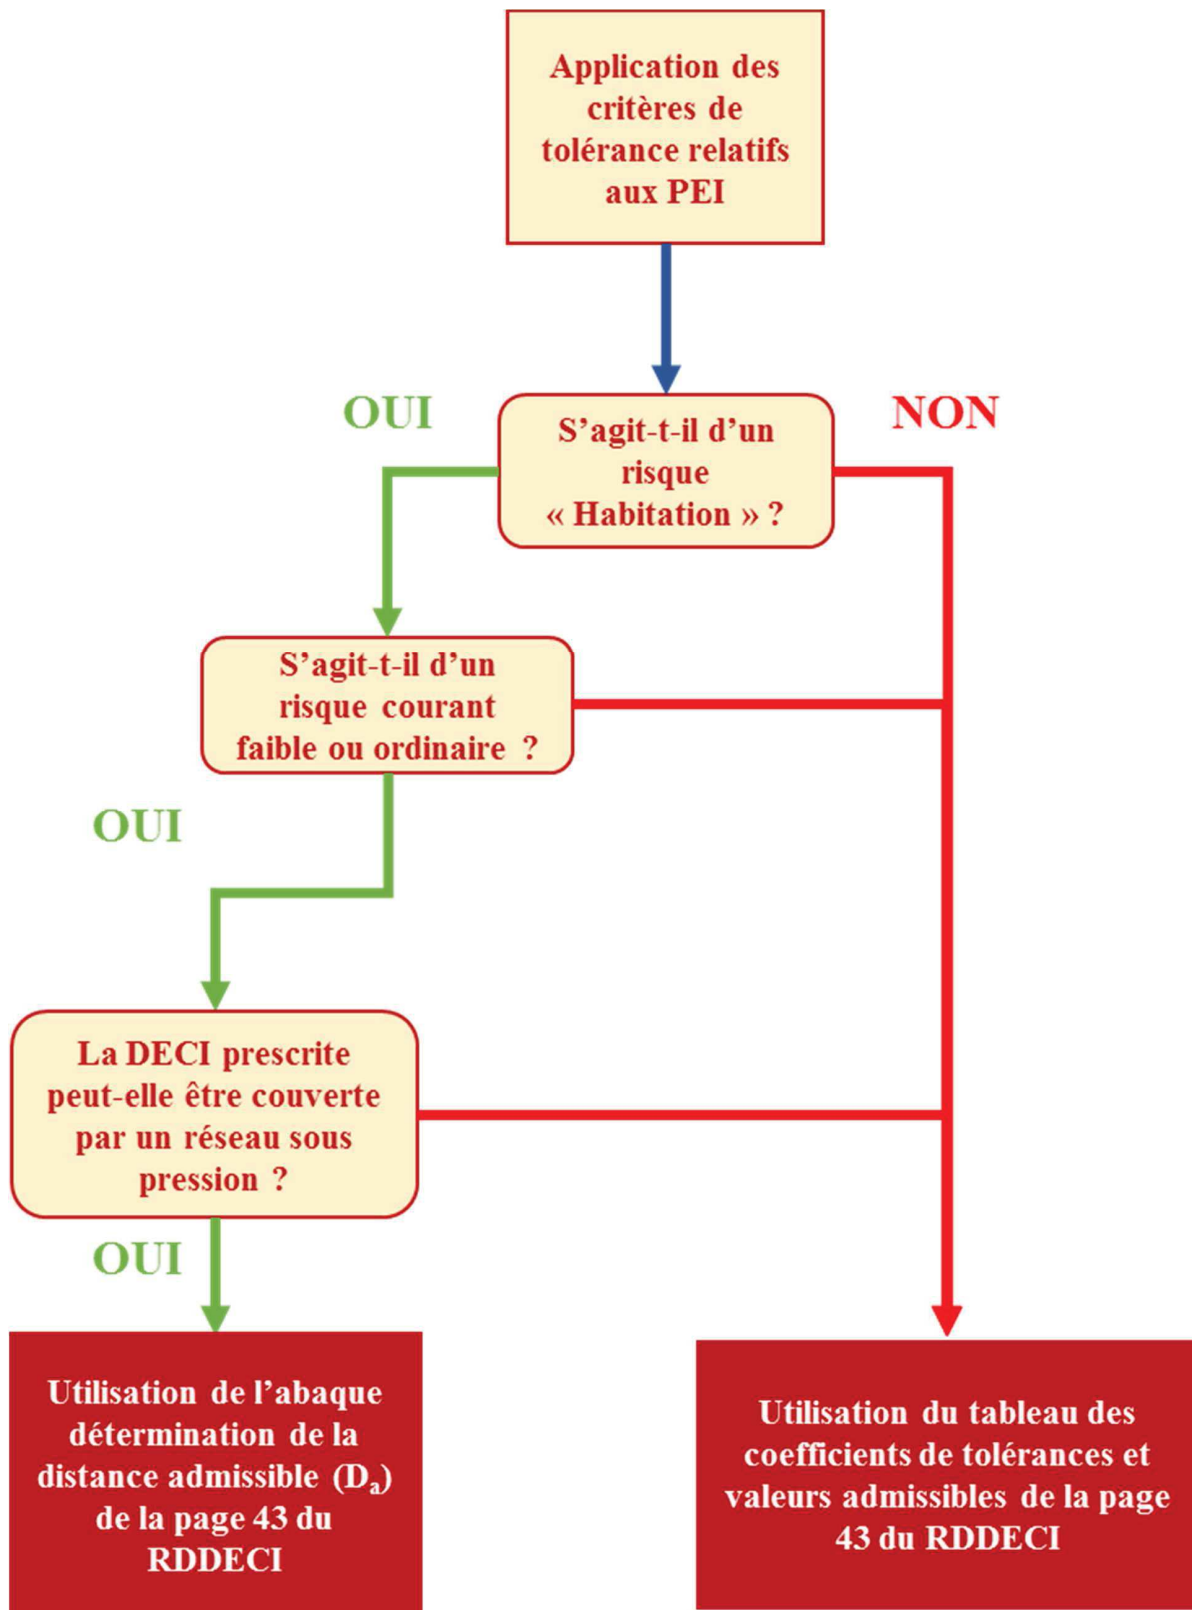 Application des
critères de
tolérance relatifs
aux PEI
OUI
NON
S'agit-t-il d'un
risque
« Habitation » ?
S'agit-t-il d'un
risque courant
faible ou ordinaire ?
OUI
La DECI prescrite
peut-elle être couverte
par un réseau sous
pression ?
OUI
Utilisation de l'abaque
détermination de la
distance admissible (Dₐ)
de la page 43 du
RDDECI
Utilisation du tableau des
coefficients de tolérances et
valeurs admissibles de la page
43 du RDDECI